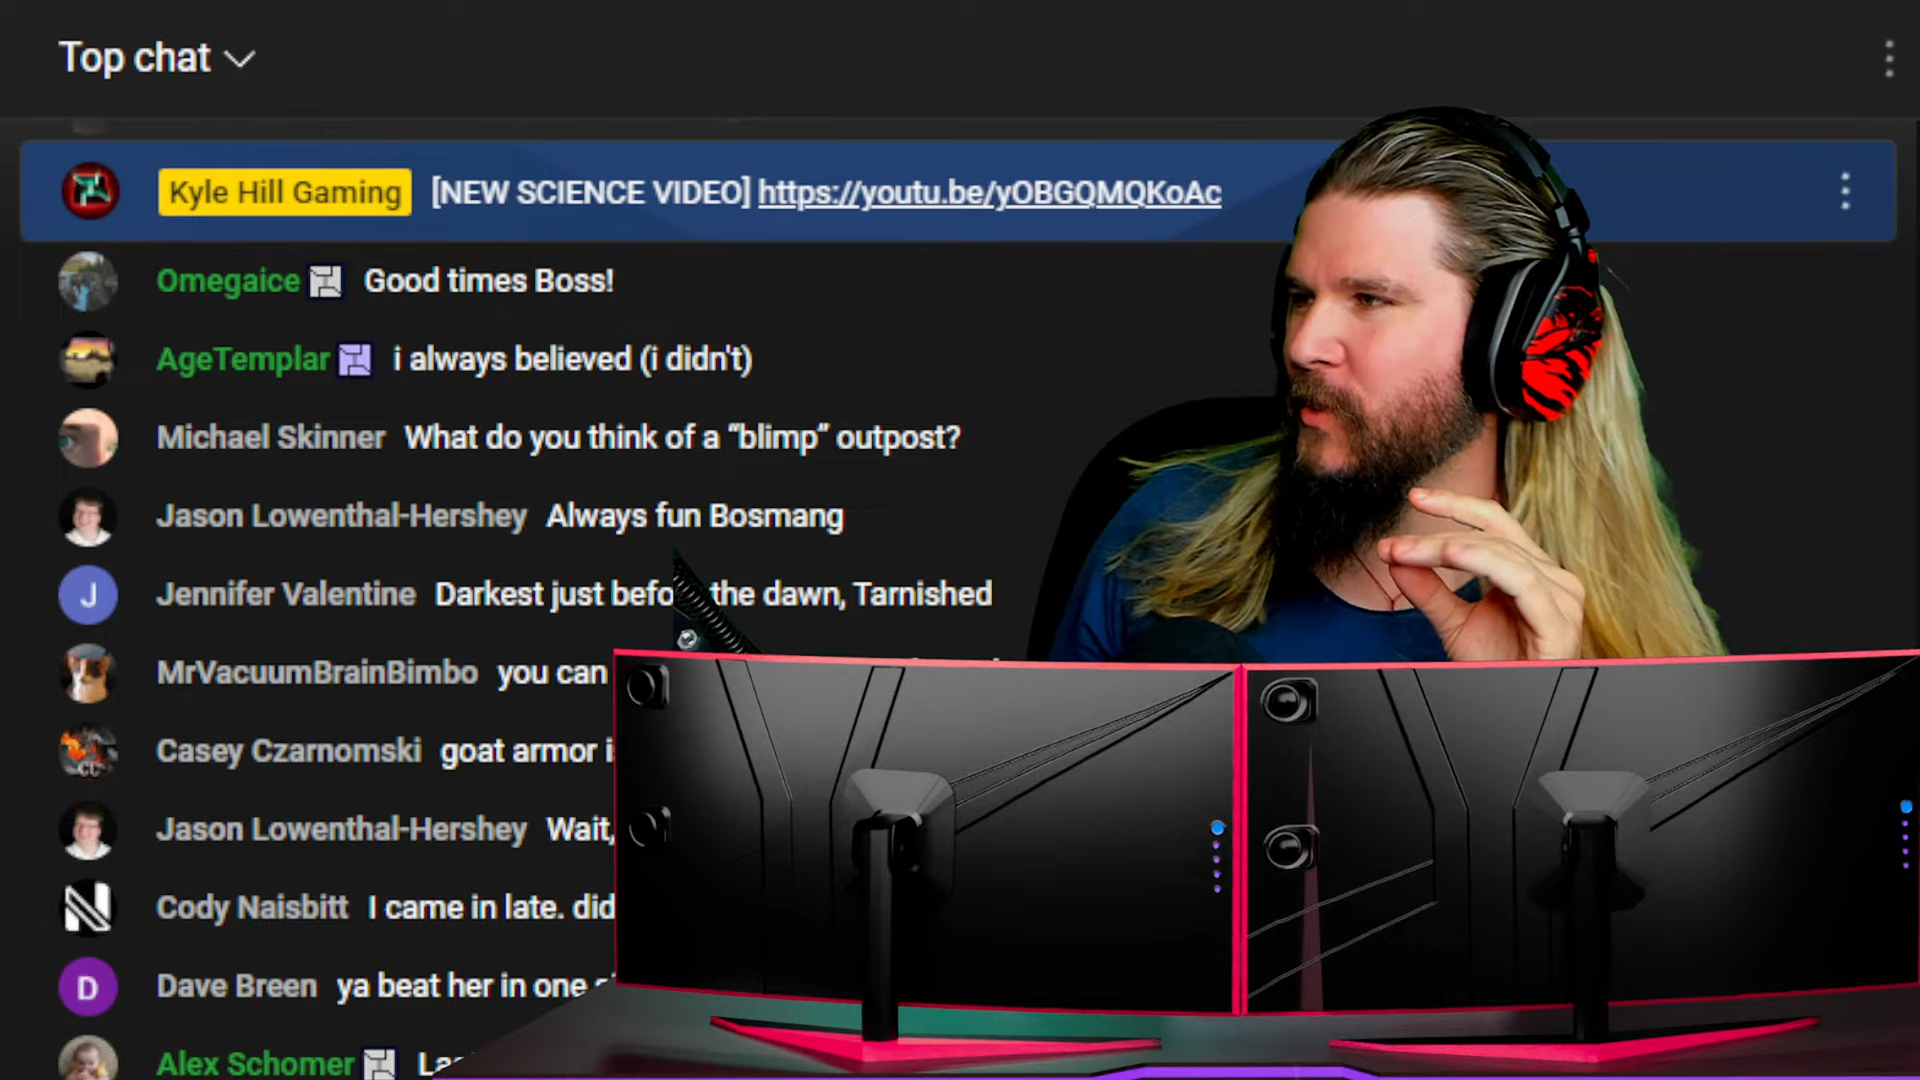 Top chat
Kyle Hill Gaming [NEW SCIENCE VIDEO] https://youtu.be/yOBGQMQKoAc
Omegaice Good times Boss!
AgeTemplar i always believed (i didn't)
Michael Skinner What do you think of a “blimp” outpost?
Jason Lowenthal-Hershey Always fun Bosmang
J Jennifer Valentine Darkest just befo the dawn, Tarnished
MrVacuumBrainBimbo you can
Casey Czarnomski goat armor
Jason Lowenthal-Hershey Wait,
Cody Naisbitt I came in late. did
D Dave Breen ya beat her in one
Alex Schomer